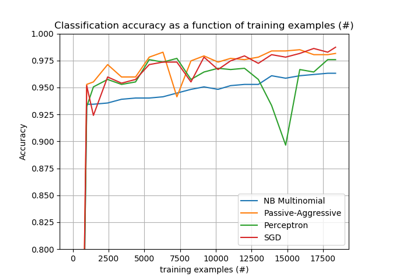 Classification accuracy as a function of training examples (#)
1.000
0.975
0.950
0.925
0.900
0.875
0.850
0.825
0.800
Accuracy
NB Multinomial
Passive-Aggressive
Perceptron
SGD
0 2500 5000 7500 10000 12500 15000 17500
training examples (#)